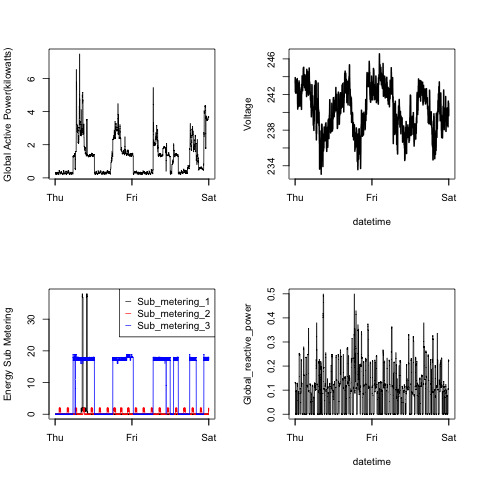 Global Active Power(kilowatts)
6
4
2
0
Thu
Fri
Sat
Voltage
246
242
238
234
Thu
Fri
Sat
datetime
Energy Sub Metering
30
20
10
0
Sub_metering_1
Sub_metering_2
Sub_metering_3
Thu
Fri
Sat
Global_reactive_power
0.5
0.4
0.3
0.2
0.1
0.0
Thu
Fri
Sat
datetime